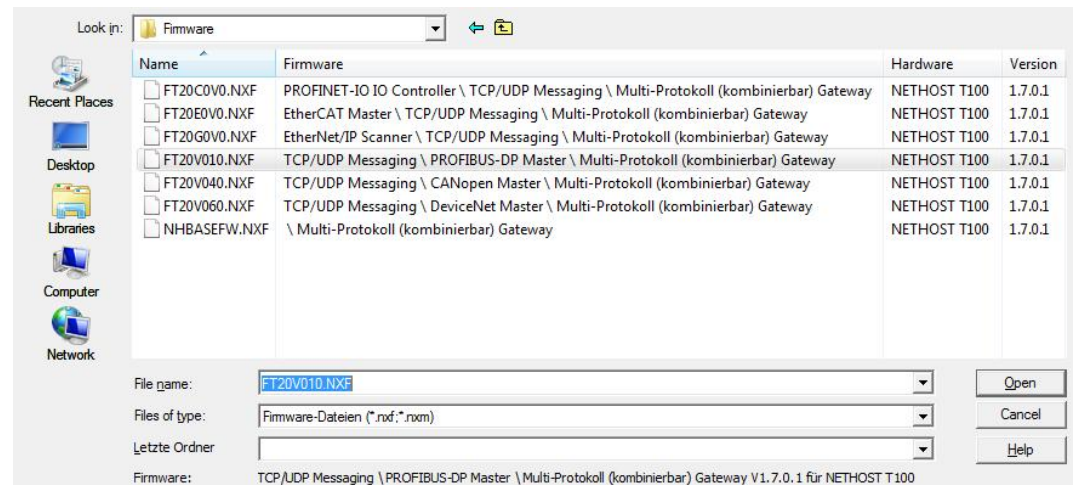 Look in: Firmware
Name Firmware Hardware Version
FT20C0V0.NXF PROFINET-IO IO Controller \ TCP/UDP Messaging \ Multi-Protokoll (kombinierbar) Gateway NETHOST T100 1.7.0.1
FT20E0V0.NXF EtherCAT Master \ TCP/UDP Messaging \ Multi-Protokoll (kombinierbar) Gateway NETHOST T100 1.7.0.1
FT20G0V0.NXF EtherNet/IP Scanner \ TCP/UDP Messaging \ Multi-Protokoll (kombinierbar) Gateway NETHOST T100 1.7.0.1
FT20V010.NXF TCP/UDP Messaging \ PROFIBUS-DP Master \ Multi-Protokoll (kombinierbar) Gateway NETHOST T100 1.7.0.1
FT20V040.NXF TCP/UDP Messaging \ CANopen Master \ Multi-Protokoll (kombinierbar) Gateway NETHOST T100 1.7.0.1
FT20V060.NXF TCP/UDP Messaging \ DeviceNet Master \ Multi-Protokoll (kombinierbar) Gateway NETHOST T100 1.7.0.1
NHBASEFW.NXF \ Multi-Protokoll (kombinierbar) Gateway NETHOST T100 1.7.0.1
Recent Places
Desktop
Libraries
Computer
Network
File name: FT20V010.NXF Open
Files of type: Firmware-Dateien (*.nxf;*.nxm) Cancel
Letzte Ordner Help
Firmware: TCP/UDP Messaging \ PROFIBUS-DP Master \ Multi-Protokoll (kombinierbar) Gateway V1.7.0.1 für NETHOST T100